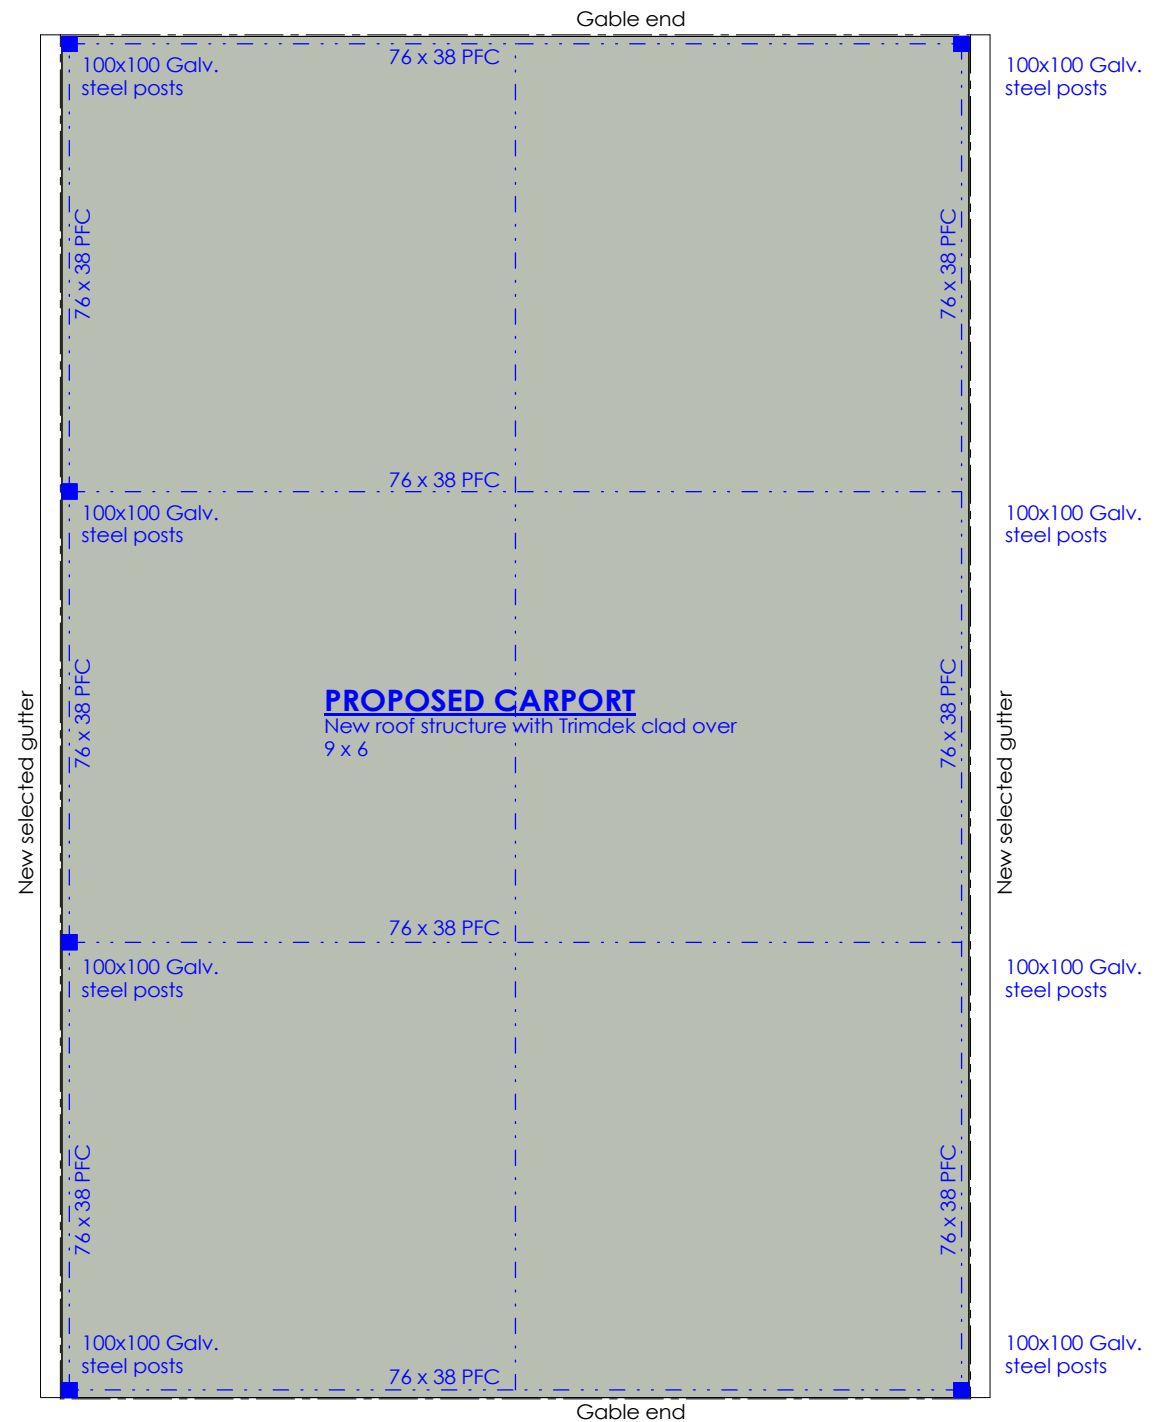 Gable end
76 x 38 PFC
100x100 Galv.
steel posts
100x100 Galv.
steel posts
76 x 38 PFC
76 x 38 PFC
76 x 38 PFC
100x100 Galv.
steel posts
100x100 Galv.
steel posts
76 x 38 PFC
76 x 38 PFC
New selected gutter
PROPOSED CARPORT
New roof structure with Trimdek clad over
9 x 6
New selected gutter
76 x 38 PFC
100x100 Galv.
steel posts
100x100 Galv.
steel posts
76 x 38 PFC
76 x 38 PFC
100x100 Galv.
steel posts
100x100 Galv.
steel posts
76 x 38 PFC
Gable end